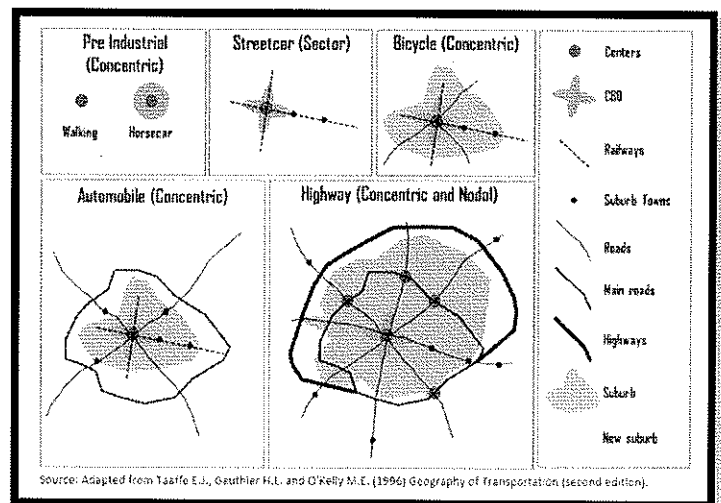 Pre Industrial
(Concentric)
Walking
Horsecar
Streetcar (Sector)
Bicycle (Concentric)
Automobile (Concentric)
Highway (Concentric and Nodal)
Centers
CBD
Railways
Suburb Towns
Roads
Main roads
Highways
Suburb
New suburb
Source: Adapted from Taaffe E.J., Gauthier H.L. and O'Kelly M.E. (1996) Geography of Transportation (second edition).